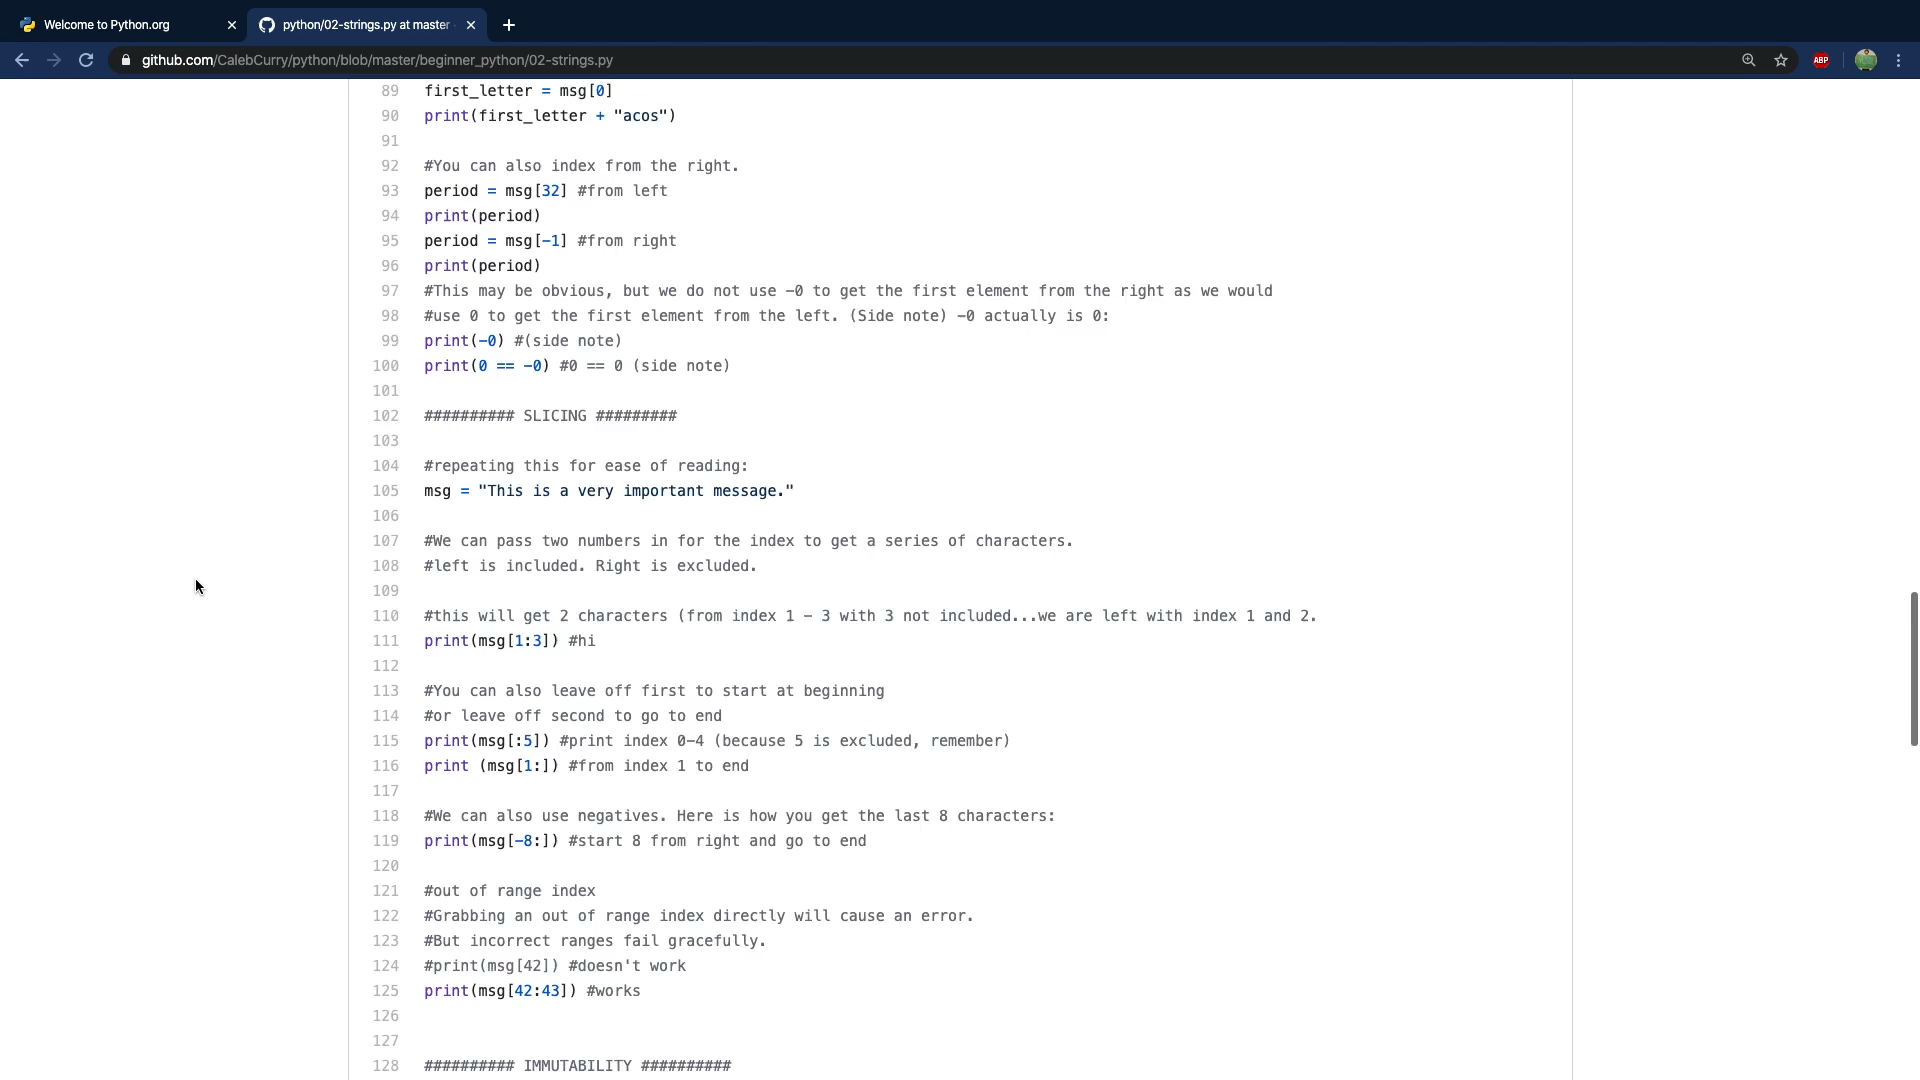 Welcome to Python.org
python/02-strings.py at master
github.com/CalebCurry/python/blob/master/beginner_python/02-strings.py
ABP
89 first_letter = msg[0]
90 print(first_letter + "acos")
91
92 #You can also index from the right.
93 period = msg[32] #from left
94 print(period)
95 period = msg[-1] #from right
96 print(period)
97 #This may be obvious, but we do not use -0 to get the first element from the right as we would
98 #use 0 to get the first element from the left. (Side note) -0 actually is 0:
99 print(-0) #(side note)
100 print(0 == -0) #0 == 0 (side note)
101
102 ########## SLICING #########
103
104 #repeating this for ease of reading:
105 msg = "This is a very important message."
106
107 #We can pass two numbers in for the index to get a series of characters.
108 #left is included. Right is excluded.
109
110 #this will get 2 characters (from index 1 - 3 with 3 not included...we are left with index 1 and 2.
111 print(msg[1:3]) #hi
112
113 #You can also leave off first to start at beginning
114 #or leave off second to go to end
115 print(msg[:5]) #print index 0-4 (because 5 is excluded, remember)
116 print (msg[1:]) #from index 1 to end
117
118 #We can also use negatives. Here is how you get the last 8 characters:
119 print(msg[-8:]) #start 8 from right and go to end
120
121 #out of range index
122 #Grabbing an out of range index directly will cause an error.
123 #But incorrect ranges fail gracefully.
124 #print(msg[42]) #doesn't work
125 print(msg[42:43]) #works
126
127
128 ########## IMMUTABILITY ##########